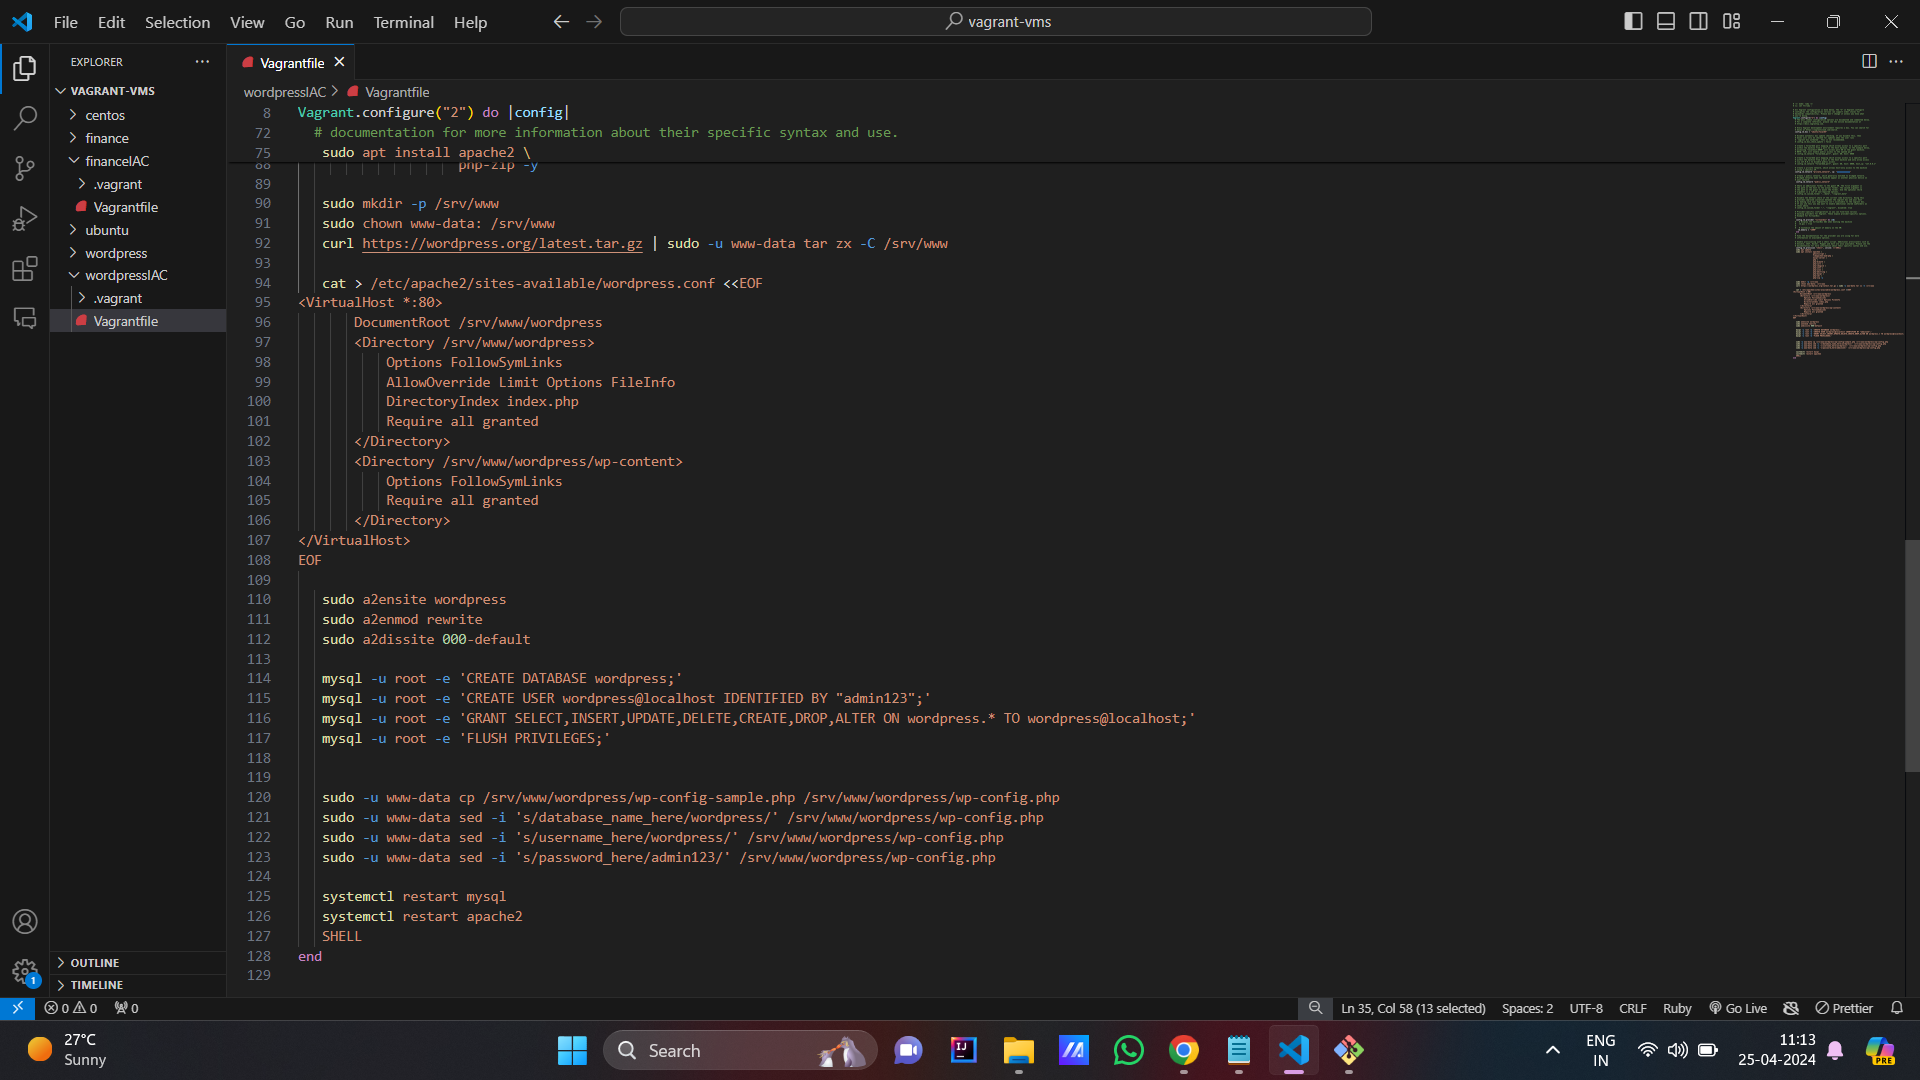 File Edit Selection View Go Run Terminal Help
vagrant-vms
EXPLORER
VAGRANT-VMS
centos
finance
financeIAC
.vagrant
Vagrantfile
ubuntu
wordpress
wordpressIAC
.vagrant
Vagrantfile
OUTLINE
TIMELINE
Vagrantfile
wordpressIAC > Vagrantfile
8 Vagrant.configure("2") do |config|
72 # documentation for more information about their specific syntax and use.
75 sudo apt install apache2 \
88 php-zip -y
89
90 sudo mkdir -p /srv/www
91 sudo chown www-data: /srv/www
92 curl https://wordpress.org/latest.tar.gz | sudo -u www-data tar zx -C /srv/www
93
94 cat > /etc/apache2/sites-available/wordpress.conf <<EOF
95 <VirtualHost *:80>
96 DocumentRoot /srv/www/wordpress
97 <Directory /srv/www/wordpress>
98 Options FollowSymLinks
99 AllowOverride Limit Options FileInfo
100 DirectoryIndex index.php
101 Require all granted
102 </Directory>
103 <Directory /srv/www/wordpress/wp-content>
104 Options FollowSymLinks
105 Require all granted
106 </Directory>
107 </VirtualHost>
108 EOF
109
110 sudo a2ensite wordpress
111 sudo a2enmod rewrite
112 sudo a2dissite 000-default
113
114 mysql -u root -e 'CREATE DATABASE wordpress;'
115 mysql -u root -e 'CREATE USER wordpress@localhost IDENTIFIED BY "admin123";'
116 mysql -u root -e 'GRANT SELECT,INSERT,UPDATE,DELETE,CREATE,DROP,ALTER ON wordpress.* TO wordpress@localhost;'
117 mysql -u root -e 'FLUSH PRIVILEGES;'
118
119
120 sudo -u www-data cp /srv/www/wordpress/wp-config-sample.php /srv/www/wordpress/wp-config.php
121 sudo -u www-data sed -i 's/database_name_here/wordpress/' /srv/www/wordpress/wp-config.php
122 sudo -u www-data sed -i 's/username_here/wordpress/' /srv/www/wordpress/wp-config.php
123 sudo -u www-data sed -i 's/password_here/admin123/' /srv/www/wordpress/wp-config.php
124
125 systemctl restart mysql
126 systemctl restart apache2
127 SHELL
128 end
129
1
0 0 0
Ln 35, Col 58 (13 selected) Spaces: 2 UTF-8 CRLF Ruby Go Live Prettier
27°C
Sunny
Search
IJ
ENG
IN
11:13
25-04-2024
PRE